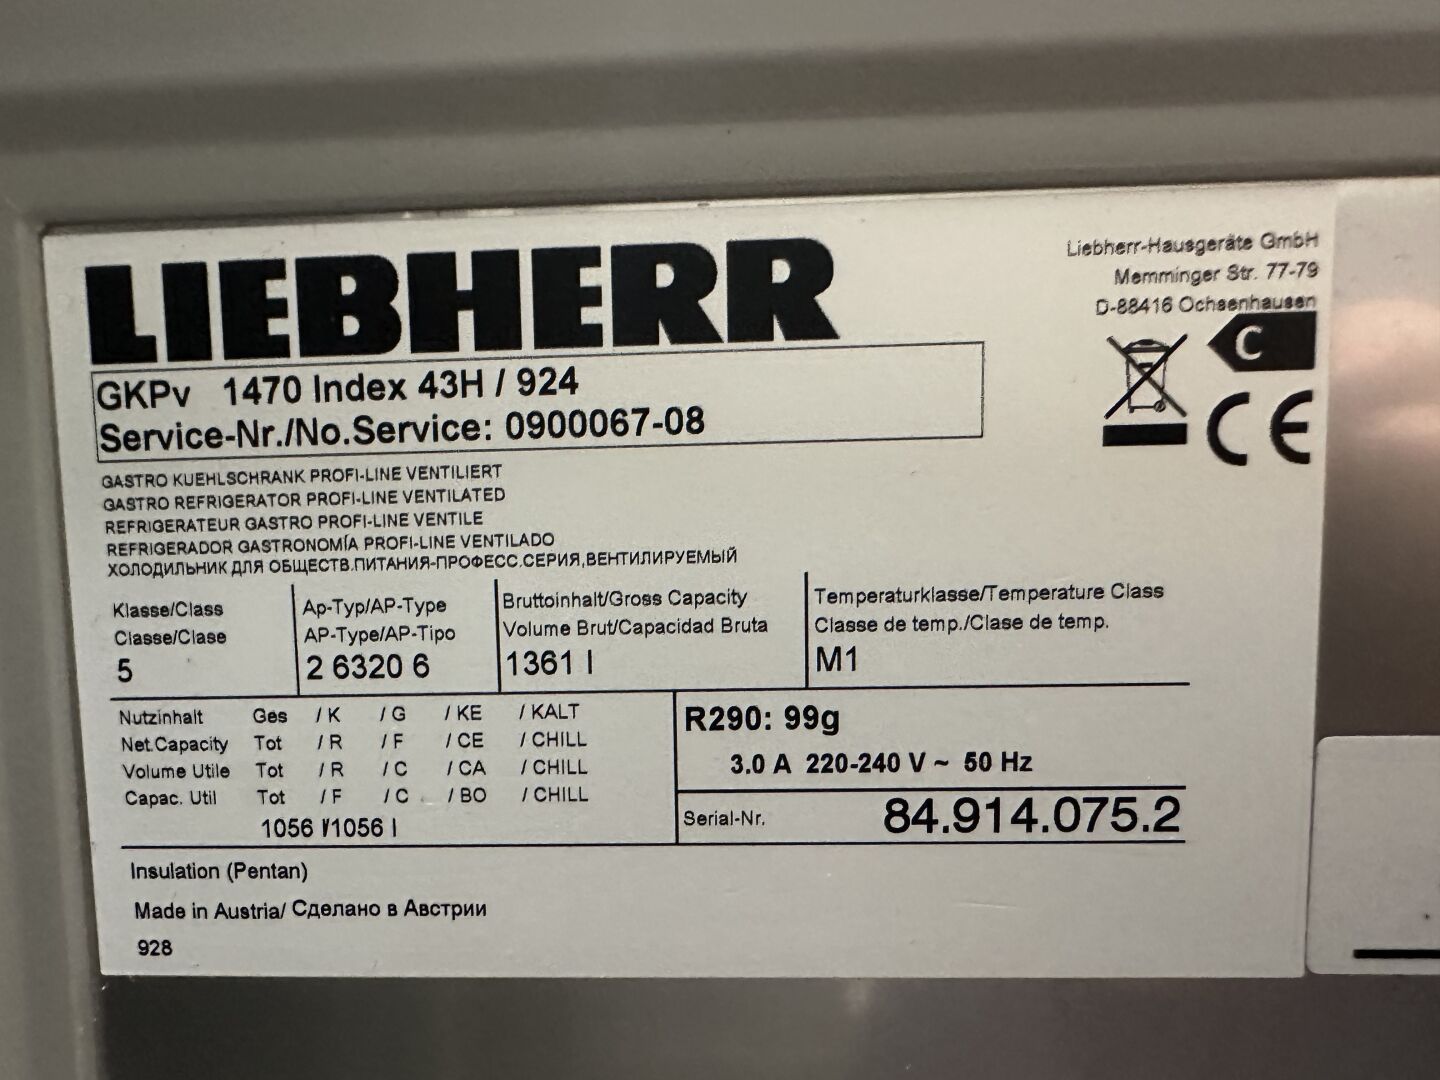 LIEBHERR
Liebherr-Hausgeräte GmbH
Memminger Str. 77-79
D-88416 Ochsenhausen
C
CE
GKPv 1470 Index 43H / 924
Service-Nr./No.Service: 0900067-08
GASTRO KUEHLSCHRANK PROFI-LINE VENTILIERT
GASTRO REFRIGERATOR PROFI-LINE VENTILATED
REFRIGERATEUR GASTRO PROFI-LINE VENTILE
REFRIGERADOR GASTRONOMÍA PROFI-LINE VENTILADO
ХОЛОДИЛЬНИК ДЛЯ ОБЩЕСТВ.ПИТАНИЯ-ПРОФЕСС.СЕРИЯ,ВЕНТИЛИРУЕМЫЙ
Klasse/Class
Classe/Clase
5
Ap-Typ/AP-Type
AP-Type/AP-Tipo
2 6320 6
Bruttoinhalt/Gross Capacity
Volume Brut/Capacidad Bruta
1361 l
Temperaturklasse/Temperature Class
Classe de temp./Clase de temp.
M1
Nutzinhalt Ges / K / G / KE / KALT
Net.Capacity Tot / R / F / CE / CHILL
Volume Utile Tot / R / C / CA / CHILL
Capac. Util Tot / F / C / BO / CHILL
1056 l/1056 l
R290: 99g
3.0 A 220-240 V ~ 50 Hz
Serial-Nr. 84.914.075.2
Insulation (Pentan)
Made in Austria/ Сделано в Австрии
928